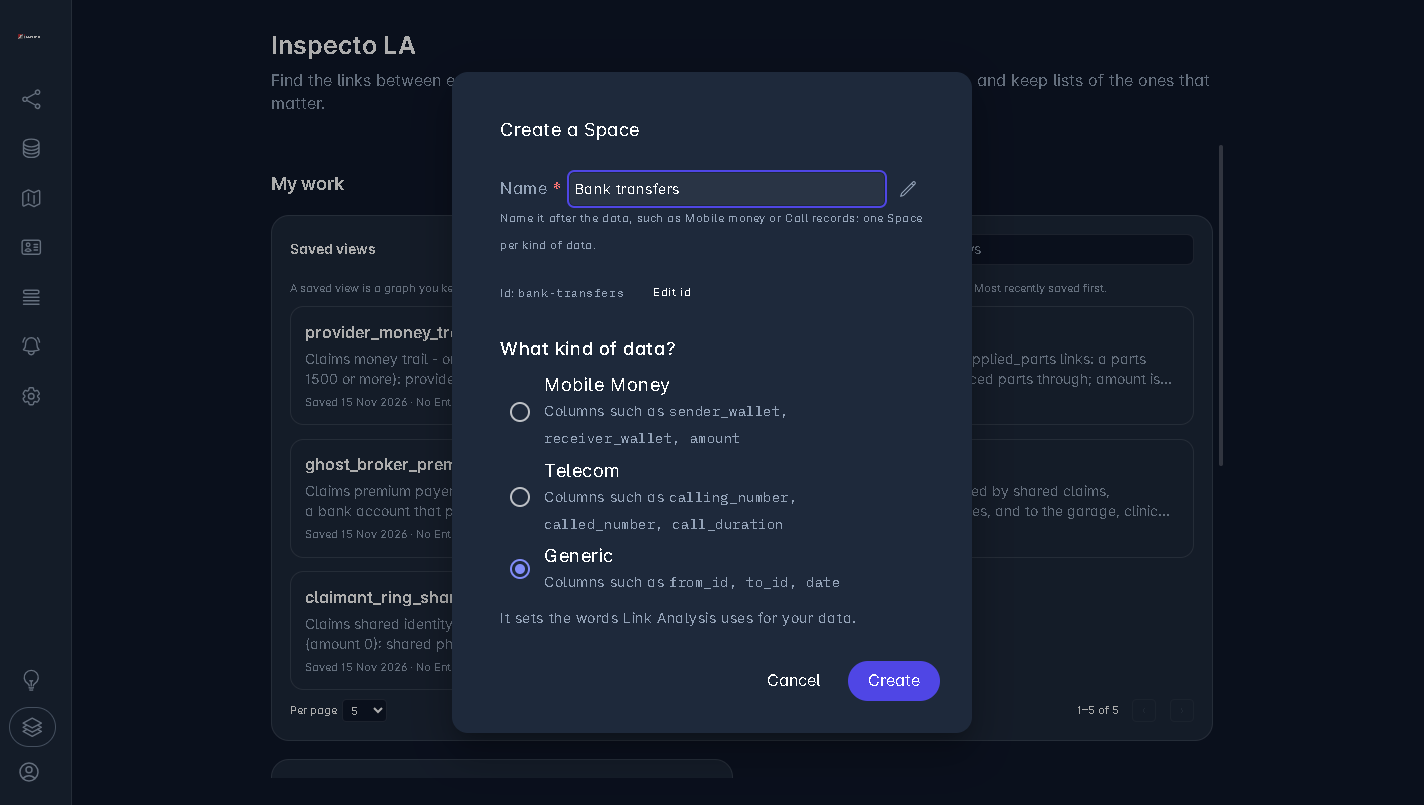 Inspecto LA
Find the links between e
and keep lists of the ones that
matter.
My work
Saved views
ys
A saved view is a graph you ke
Most recently saved first.
provider_money_tr
Claims money trail - or
pplied_parts links: a parts
1500 or more): provide
ced parts through; amount is...
Saved 15 Nov 2026 · No Ent
ghost_broker_prem
Claims premium payer
ed by shared claims,
a bank account that p
es, and to the garage, clinic...
Saved 15 Nov 2026 · No Ent
claimant_ring_shar
Claims shared identity
(amount 0): shared ph
Saved 15 Nov 2026 · No Ent
Per page 5
1–5 of 5
Create a Space
Name * Bank transfers
Name it after the data, such as Mobile money or Call records: one Space
per kind of data.
Id: bank-transfers Edit id
What kind of data?
Mobile Money
Columns such as sender_wallet,
receiver_wallet, amount
Telecom
Columns such as calling_number,
called_number, call_duration
Generic
Columns such as from_id, to_id, date
It sets the words Link Analysis uses for your data.
Cancel Create